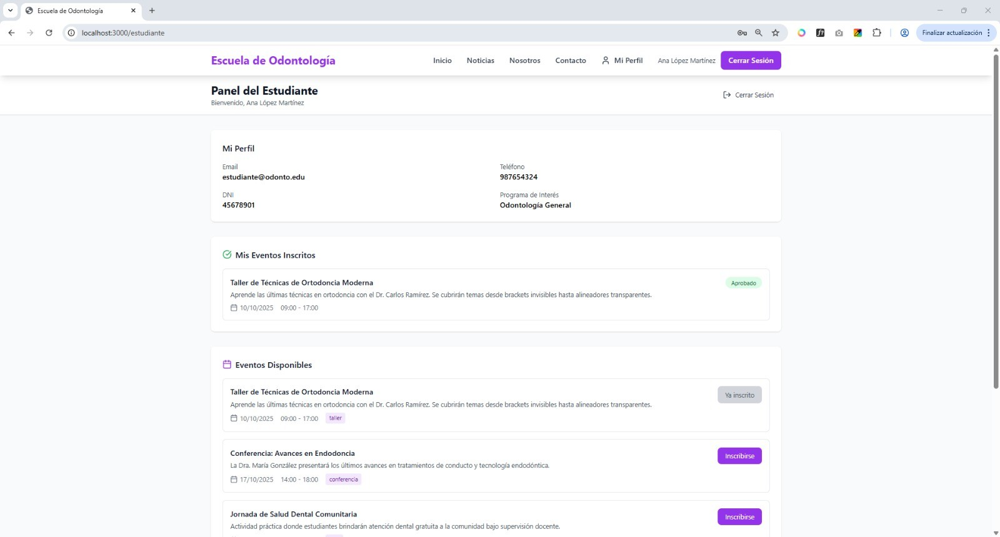 Escuela de Odontología
localhost:3000/estudiante
Finalizar actualización
Escuela de Odontología
Inicio
Noticias
Nosotros
Contacto
Mi Perfil
Ana López Martínez
Cerrar Sesión
Panel del Estudiante
Bienvenido, Ana López Martínez
Cerrar Sesión
Mi Perfil
Email
estudiante@odonto.edu
Teléfono
987654324
DNI
45678901
Programa de Interés
Odontología General
Mis Eventos Inscritos
Taller de Técnicas de Ortodoncia Moderna
Aprobado
Aprende las últimas técnicas en ortodoncia con el Dr. Carlos Ramírez. Se cubrirán temas desde brackets invisibles hasta alineadores transparentes.
10/10/2025 09:00 - 17:00
Eventos Disponibles
Taller de Técnicas de Ortodoncia Moderna
Ya inscrito
Aprende las últimas técnicas en ortodoncia con el Dr. Carlos Ramírez. Se cubrirán temas desde brackets invisibles hasta alineadores transparentes.
10/10/2025 09:00 - 17:00 taller
Conferencia: Avances en Endodoncia
Inscribirse
La Dra. María González presentará los últimos avances en tratamientos de conducto y tecnología endodóntica.
17/10/2025 14:00 - 18:00 conferencia
Jornada de Salud Dental Comunitaria
Inscribirse
Actividad práctica donde estudiantes brindarán atención dental gratuita a la comunidad bajo supervisión docente.